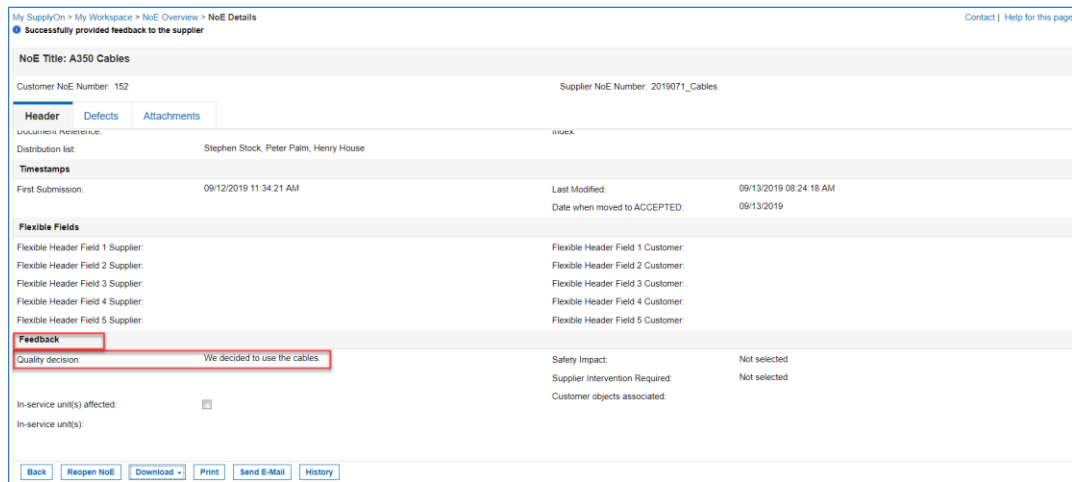 My SupplyOn > My Workspace > NoE Overview > NoE Details Contact | Help for this page
Successfully provided feedback to the supplier
NoE Title: A350 Cables
Customer NoE Number: 152 Supplier NoE Number: 2019071_Cables
Header Defects Attachments
Document Reference: Index:
Distribution list: Stephen Stock, Peter Palm, Henry House
Timestamps
First Submission: 09/12/2019 11:34:21 AM Last Modified: 09/13/2019 08:24:18 AM
Date when moved to ACCEPTED: 09/13/2019
Flexible Fields
Flexible Header Field 1 Supplier: Flexible Header Field 1 Customer:
Flexible Header Field 2 Supplier: Flexible Header Field 2 Customer:
Flexible Header Field 3 Supplier: Flexible Header Field 3 Customer:
Flexible Header Field 4 Supplier: Flexible Header Field 4 Customer:
Flexible Header Field 5 Supplier: Flexible Header Field 5 Customer:
Feedback
Quality decision: We decided to use the cables. Safety Impact: Not selected
Supplier Intervention Required: Not selected
Customer objects associated:
In-service unit(s) affected:
In-service unit(s):
Back Reopen NoE Download Print Send E-Mail History